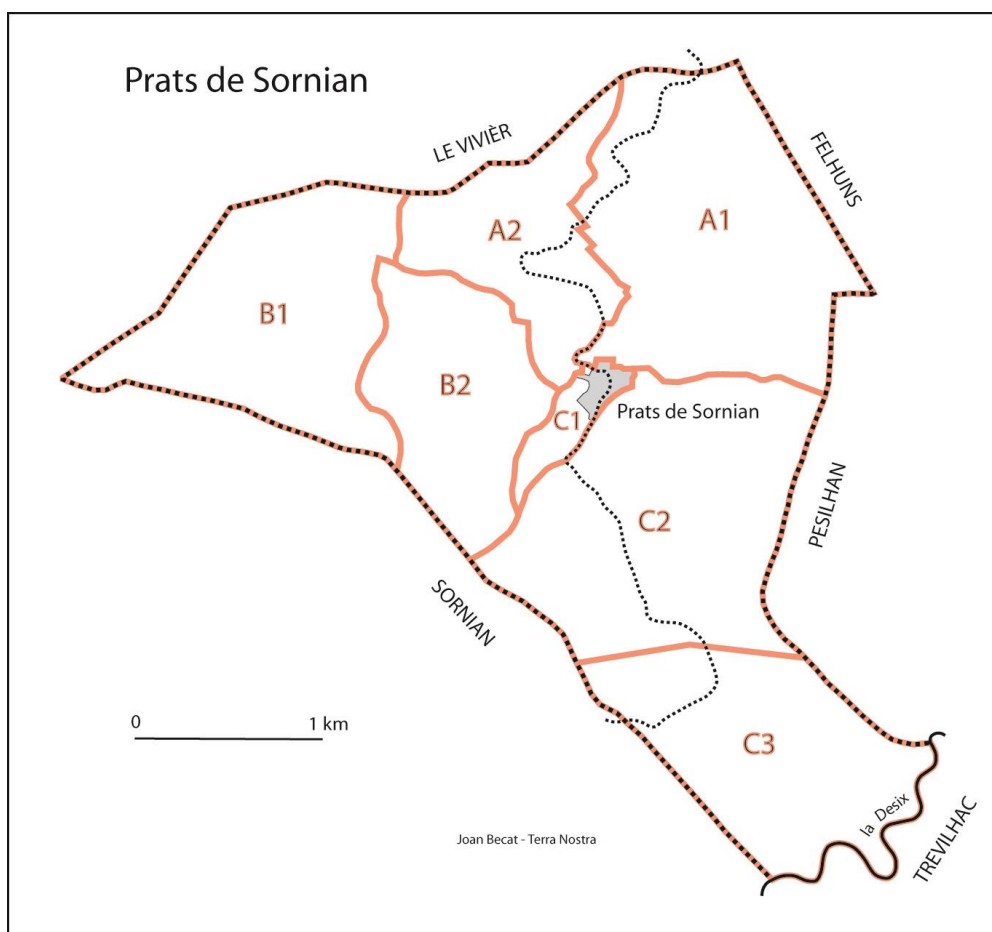 Prats de Sornian
LE VIVIÈR
FELHUNS
A1
A2
B1
B2
C1
Prats de Sornian
C2
PESILHAN
SORNIAN
0
1 km
C3
la Desix
TREVILHAC
Joan Becat - Terra Nostra